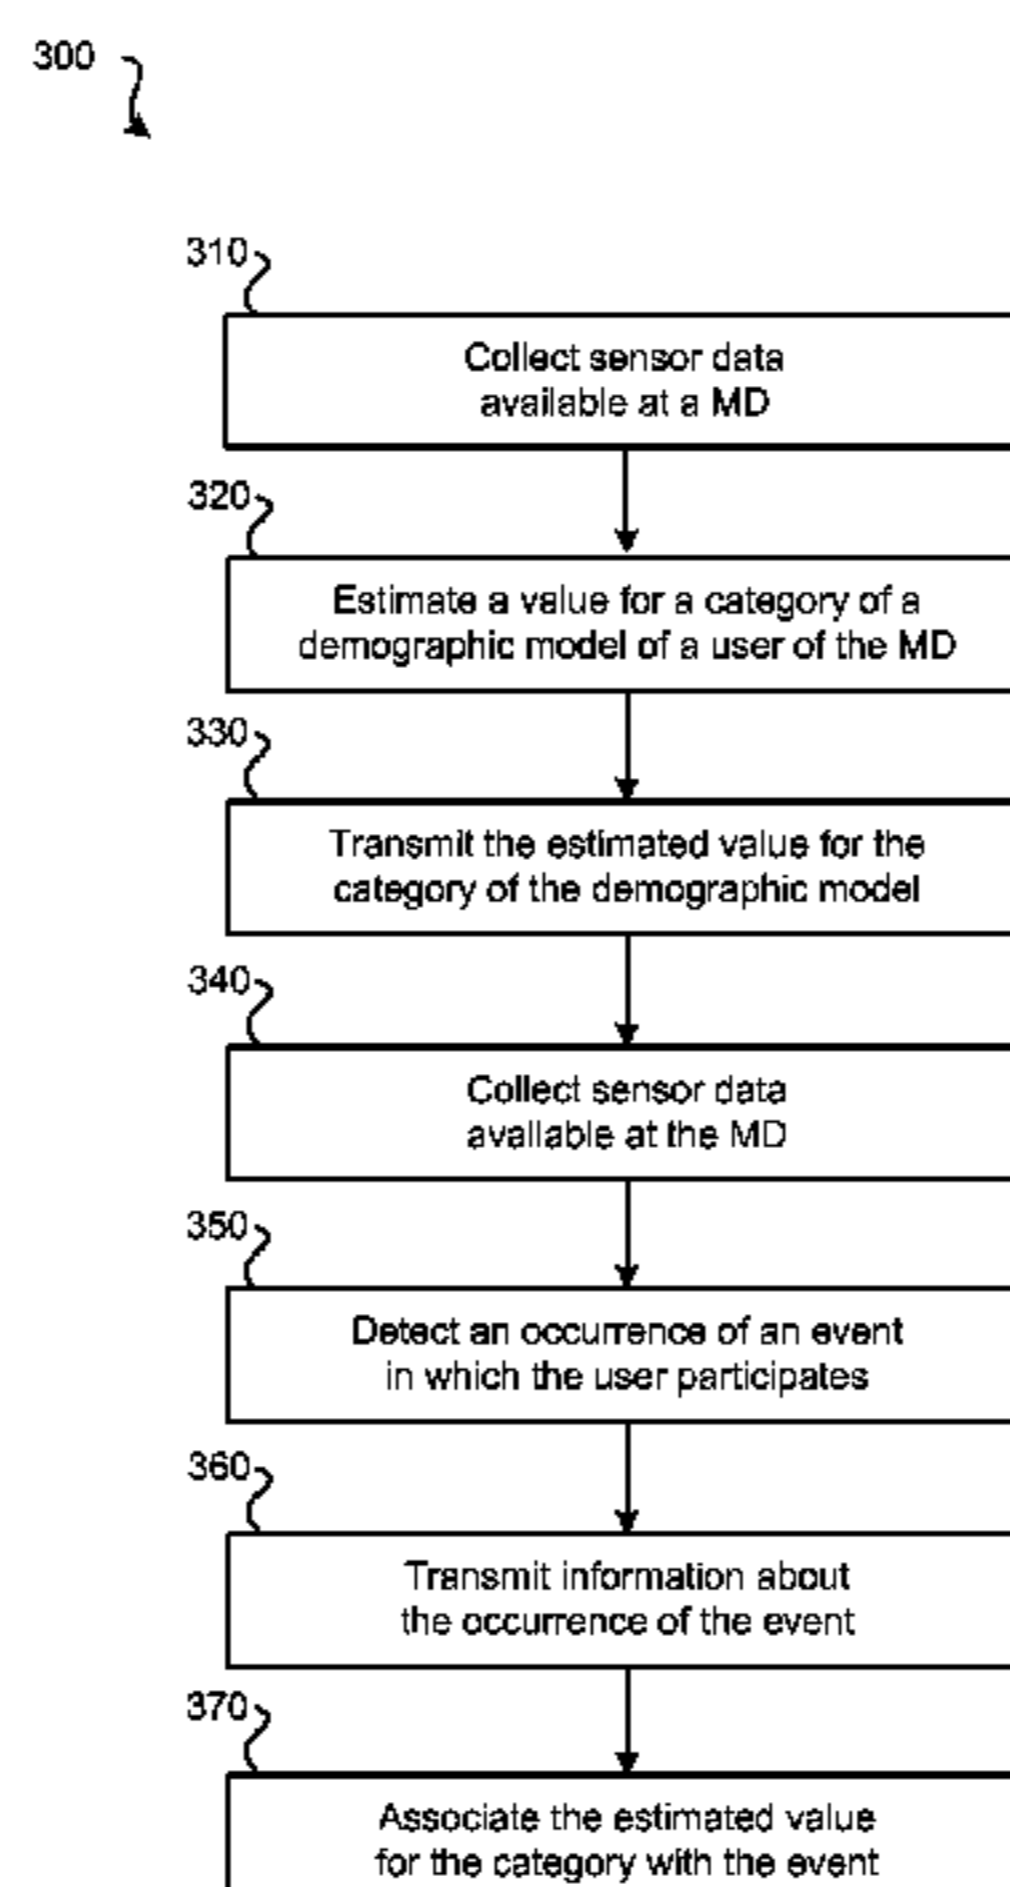 300
310
Collect sensor data
available at a MD
320
Estimate a value for a category of a
demographic model of a user of the MD
330
Transmit the estimated value for the
category of the demographic model
340
Collect sensor data
available at the MD
350
Detect an occurrence of an event
in which the user participates
360
Transmit information about
the occurrence of the event
370
Associate the estimated value
for the category with the event